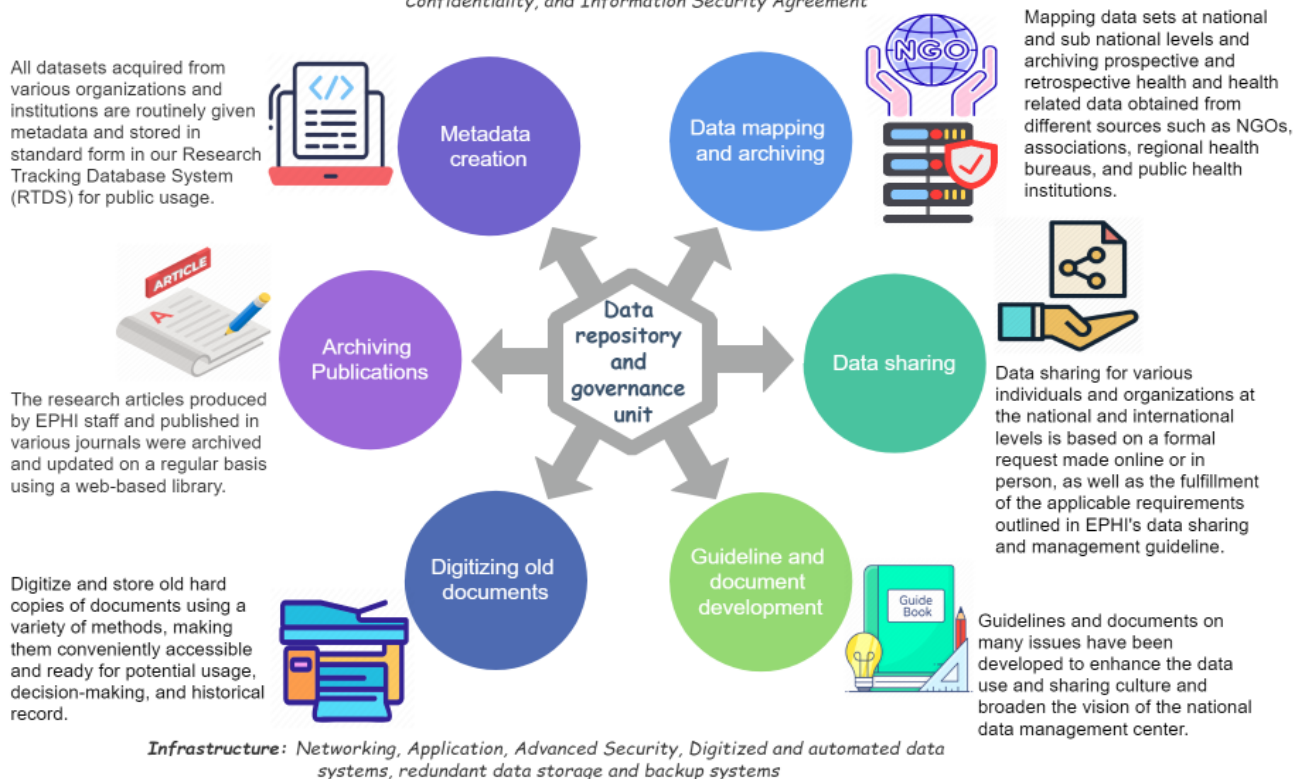 Confidentiality, and Information Security Agreement
All datasets acquired from
various organizations and
institutions are routinely given
metadata and stored in
standard form in our Research
Tracking Database System
(RTDS) for public usage.
</>
Metadata
creation
Data mapping
and archiving
NGO
Mapping data sets at national
and sub national levels and
archiving prospective and
retrospective health and health
related data obtained from
different sources such as NGOs,
associations, regional health
bureaus, and public health
institutions.
ARTICLE
A
The research articles produced
by EPHI staff and published in
various journals were archived
and updated on a regular basis
using a web-based library.
Archiving
Publications
Data
repository
and
governance
unit
Data sharing
Data sharing for various
individuals and organizations at
the national and international
levels is based on a formal
request made online or in
person, as well as the fulfillment
of the applicable requirements
outlined in EPHI's data sharing
and management guideline.
Digitize and store old hard
copies of documents using a
variety of methods, making
them conveniently accessible
and ready for potential usage,
decision-making, and historical
record.
Digitizing old
documents
Guideline and
document
development
Guide
Book
Guidelines and documents on
many issues have been
developed to enhance the data
use and sharing culture and
broaden the vision of the national
data management center.
Infrastructure: Networking, Application, Advanced Security, Digitized and automated data
systems, redundant data storage and backup systems